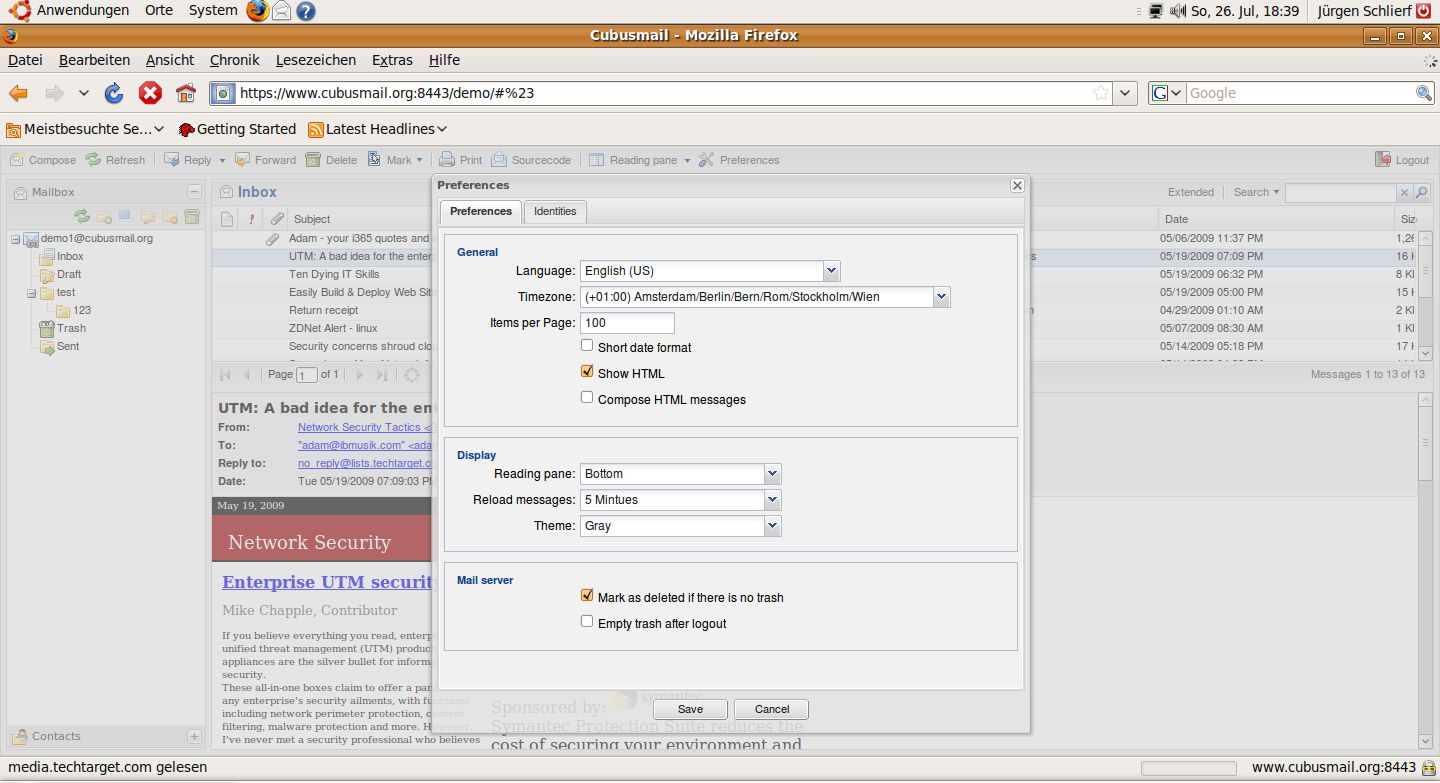 Anwendungen Orte System So, 26. Jul, 18:39 Jürgen Schlierf
Cubusmail - Mozilla Firefox
Datei Bearbeiten Ansicht Chronik Lesezeichen Extras Hilfe
https://www.cubusmail.org:8443/demo/#%23 G Google
Meistbesuchte Se... Getting Started Latest Headlines
Compose Refresh Reply Forward Delete Mark Print Sourcecode Reading pane Preferences Logout
Mailbox
Inbox
Extended Search
Subject Date
demo1@cubusmail.org
Inbox
Draft
test
123
Trash
Sent
Contacts
Adam - your i365 quotes and 05/06/2009 11:37 PM 1,26
UTM: A bad idea for the enter 05/19/2009 07:09 PM 16
Ten Dying IT Skills 05/19/2009 06:32 PM 8
Easily Build & Deploy Web Site 05/19/2009 05:00 PM 15
Return receipt 04/29/2009 01:10 AM 2
ZDNet Alert - linux 05/07/2009 08:30 AM 1
Security concerns shroud clo 05/14/2009 05:18 PM 17
Page 1 of 1 Messages 1 to 13 of 13
UTM: A bad idea for the en
From: Network Security Tactics
To: "adam@ibmusik.com" <ada
Reply to: no_reply@lists.techtarget.co
Date: Tue 05/19/2009 07:09:03 PM
May 19, 2009
Network Security
Enterprise UTM securit
Mike Chapple, Contributor
If you believe everything you read, enterp
unified threat management (UTM) produc
appliances are the silver bullet for informa
security.
These all-in-one boxes claim to offer a pan
any enterprise's security ailments, with functions
including network perimeter protection, content
filtering, malware protection and more. However,
I've never met a security professional who believes
symantec
Sponsored by:
Symantec Protection Suite reduces the
cost of securing your environment and
Preferences
Preferences Identities
General
Language: English (US)
Timezone: (+01:00) Amsterdam/Berlin/Bern/Rom/Stockholm/Wien
Items per Page: 100
Short date format
Show HTML
Compose HTML messages
Display
Reading pane: Bottom
Reload messages: 5 Mintues
Theme: Gray
Mail server
Mark as deleted if there is no trash
Empty trash after logout
Save Cancel
media.techtarget.com gelesen www.cubusmail.org:8443